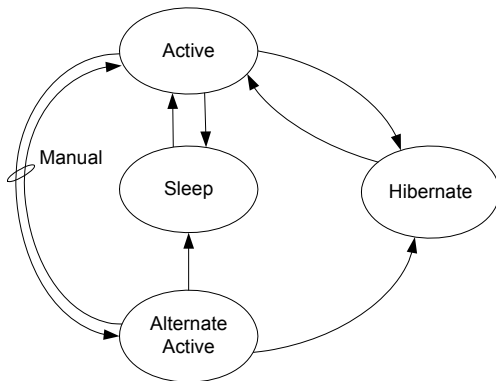 Active
Manual
Sleep
Hibernate
Alternate
Active